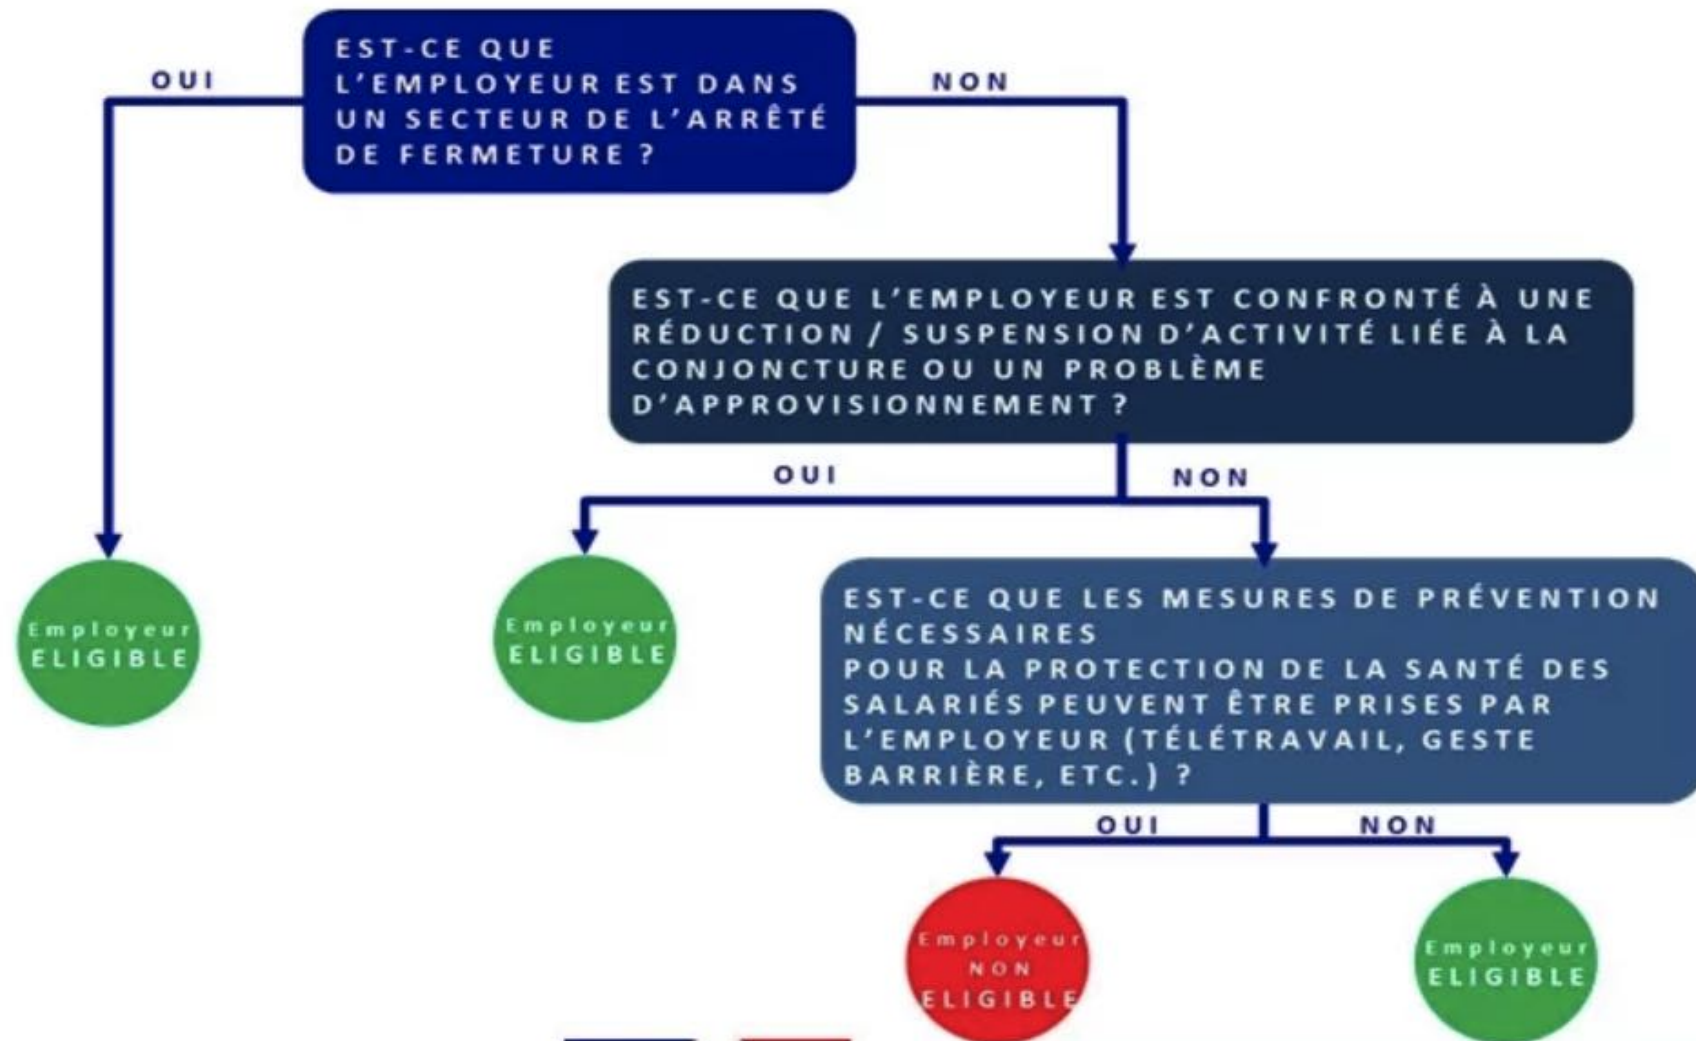 EST-CE QUE
L'EMPLOYEUR EST DANS
UN SECTEUR DE L'ARRÊTÉ
DE FERMETURE ?
OUI
NON
EST-CE QUE L'EMPLOYEUR EST CONFRONTÉ À UNE
RÉDUCTION / SUSPENSION D'ACTIVITÉ LIÉE À LA
CONJONCTURE OU UN PROBLÈME
D'APPROVISIONNEMENT ?
OUI
NON
Employeur
ELIGIBLE
Employeur
ELIGIBLE
EST-CE QUE LES MESURES DE PRÉVENTION
NÉCESSAIRES
POUR LA PROTECTION DE LA SANTÉ DES
SALARIÉS PEUVENT ÊTRE PRISES PAR
L'EMPLOYEUR (TÉLÉTRAVAIL, GESTE
BARRIÈRE, ETC.) ?
OUI
NON
Employeur
NON
ELIGIBLE
Employeur
ELIGIBLE